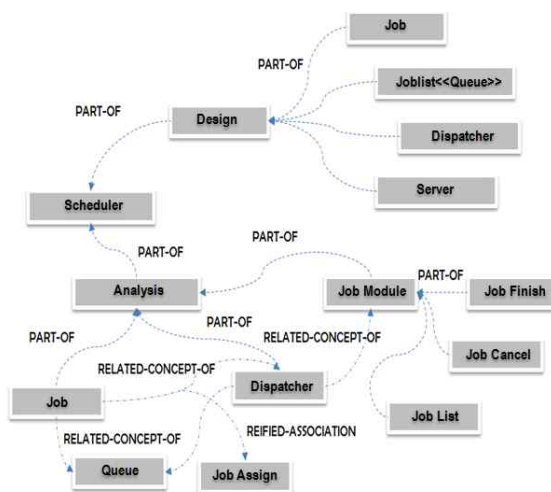 Job
PART-OF
Joblist<<Queue>>
PART-OF
Design
Dispatcher
Server
Scheduler
PART-OF
PART-OF
Analysis
Job Module
PART-OF
Job Finish
PART-OF
PART-OF
RELATED-CONCEPT-OF
Job Cancel
RELATED-CONCEPT-OF
Dispatcher
Job
Job List
RELATED-CONCEPT-OF
REIFIED-ASSOCIATION
Queue
Job Assign